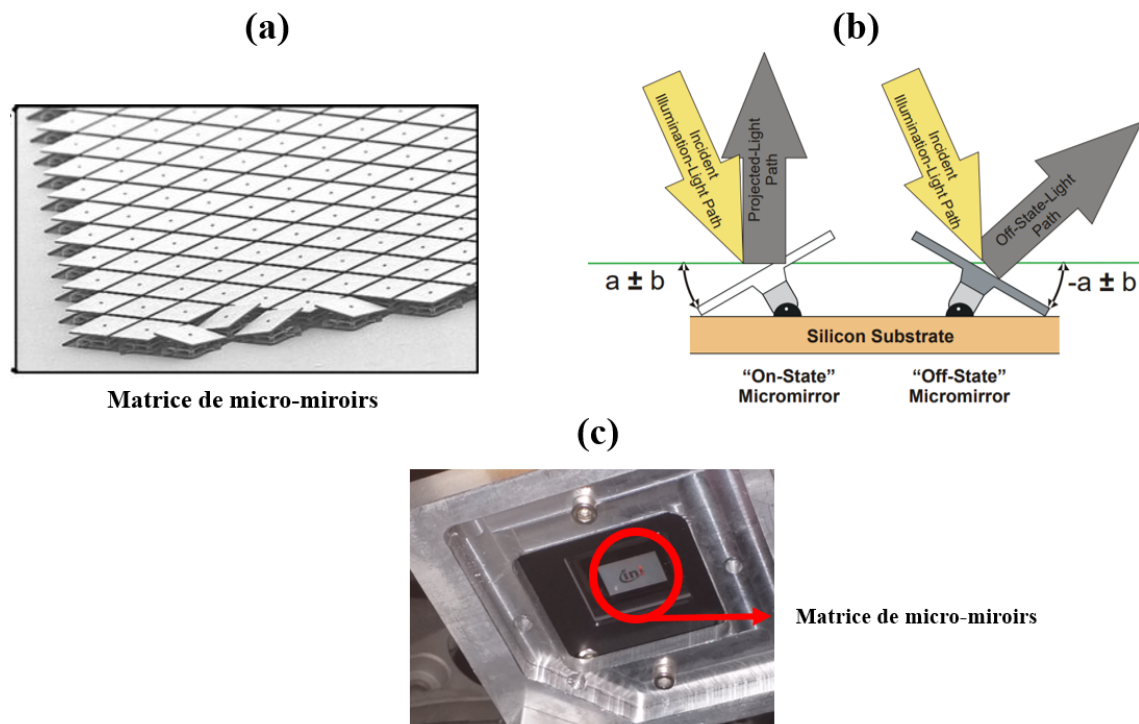 (a)
Matrice de micro-miroirs
(b)
Incident
Illumination-Light Path
Projected-Light
Path
Incident
Illumination-Light Path
Off-State-Light
Path
a ± b
-a ± b
Silicon Substrate
“On-State”
Micromirror
“Off-State”
Micromirror
(c)
ini
Matrice de micro-miroirs